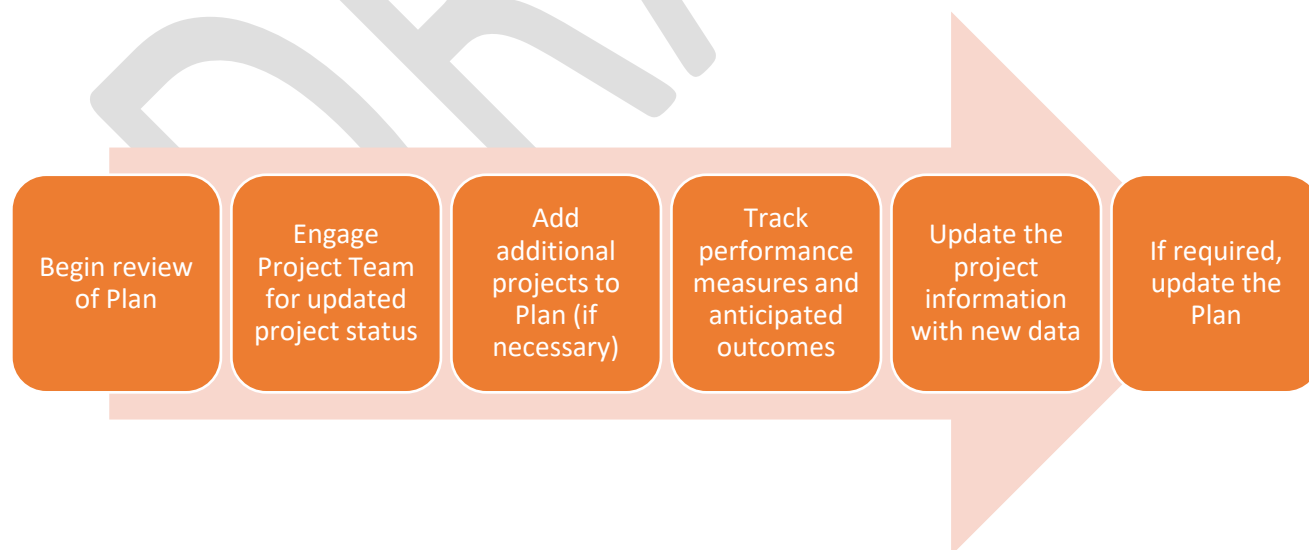 Begin review
of Plan
Engage
Project Team
for updated
project status
Add
additional
projects to
Plan (if
necessary)
Track
performance
measures and
anticipated
outcomes
Update the
project
information
with new data
If required,
update the
Plan